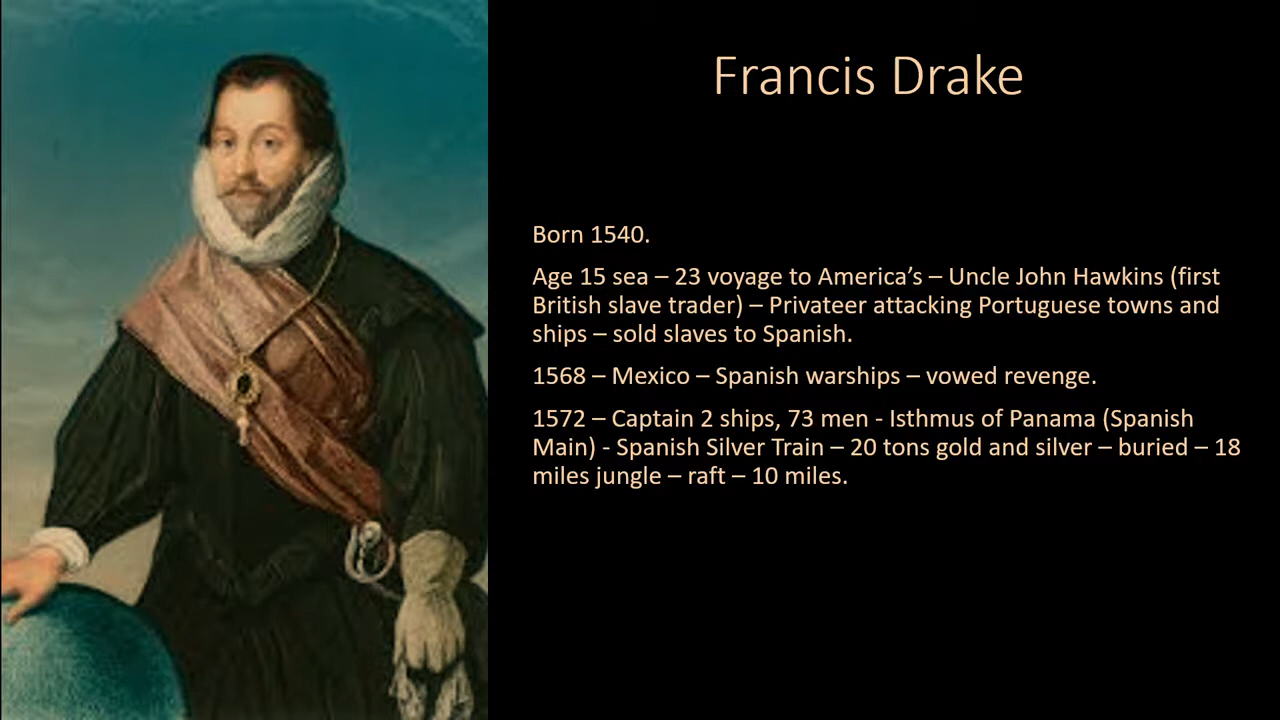 Francis Drake
Born 1540.
Age 15 sea – 23 voyage to America’s – Uncle John Hawkins (first
British slave trader) – Privateer attacking Portuguese towns and
ships – sold slaves to Spanish.
1568 – Mexico – Spanish warships – vowed revenge.
1572 – Captain 2 ships, 73 men - Isthmus of Panama (Spanish
Main) - Spanish Silver Train – 20 tons gold and silver – buried – 18
miles jungle – raft – 10 miles.